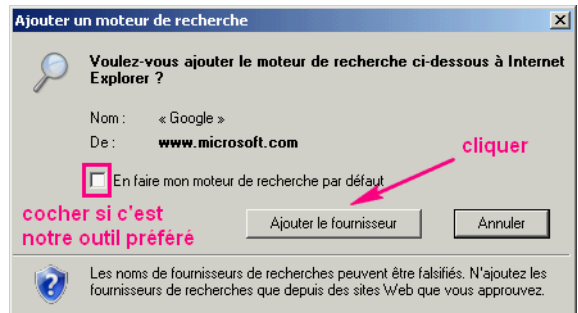 Ajouter un moteur de recherche
Voulez-vous ajouter le moteur de recherche ci-dessous à Internet
Explorer ?
Nom : « Google »
De : www.microsoft.com
cliquer
En faire mon moteur de recherche par défaut
cocher si c'est
notre outil préféré
Ajouter le fournisseur
Annuler
Les noms de fournisseurs de recherches peuvent être falsifiés. N'ajoutez les
fournisseurs de recherches que depuis des sites Web que vous approuvez.